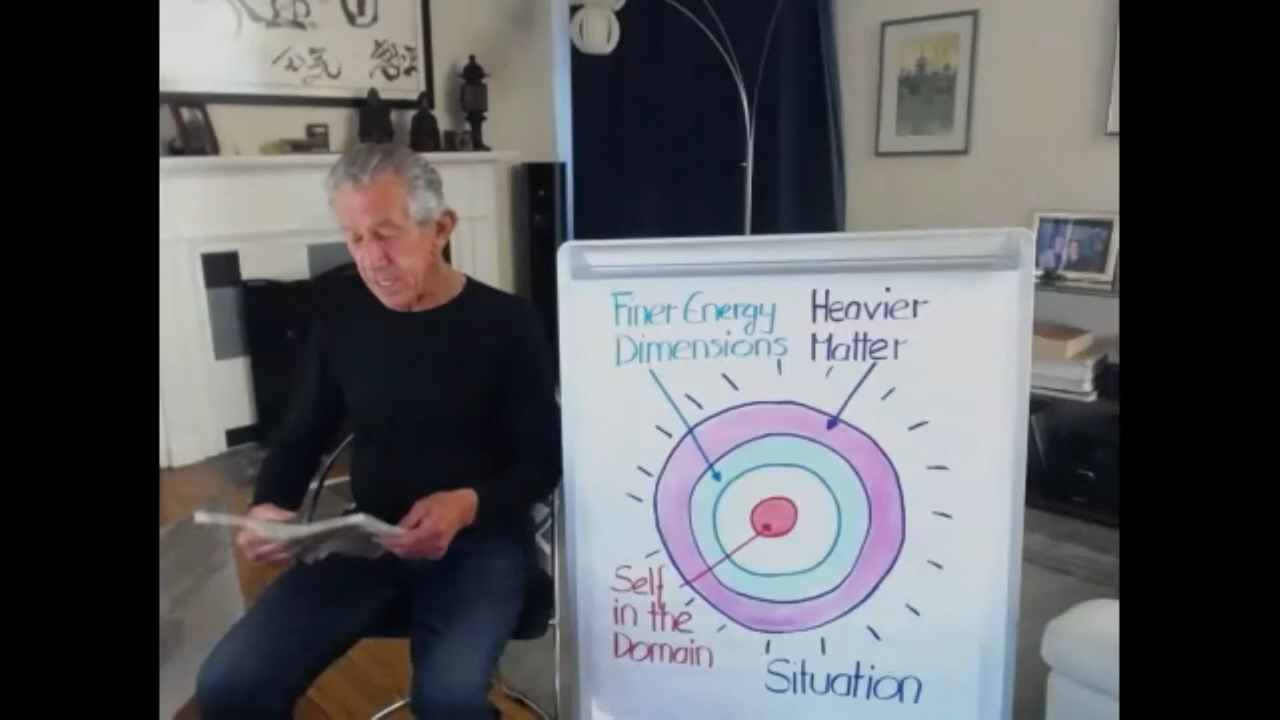 Finer Energy
Dimensions
Heavier
Matter
Self
in the
Domain
Situation